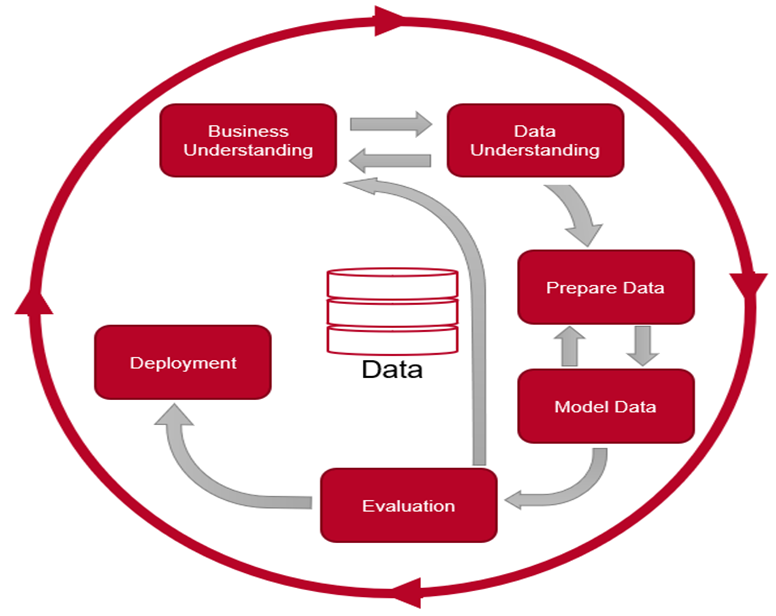 Business
Understanding
Data
Understanding
Prepare Data
Data
Deployment
Model Data
Evaluation